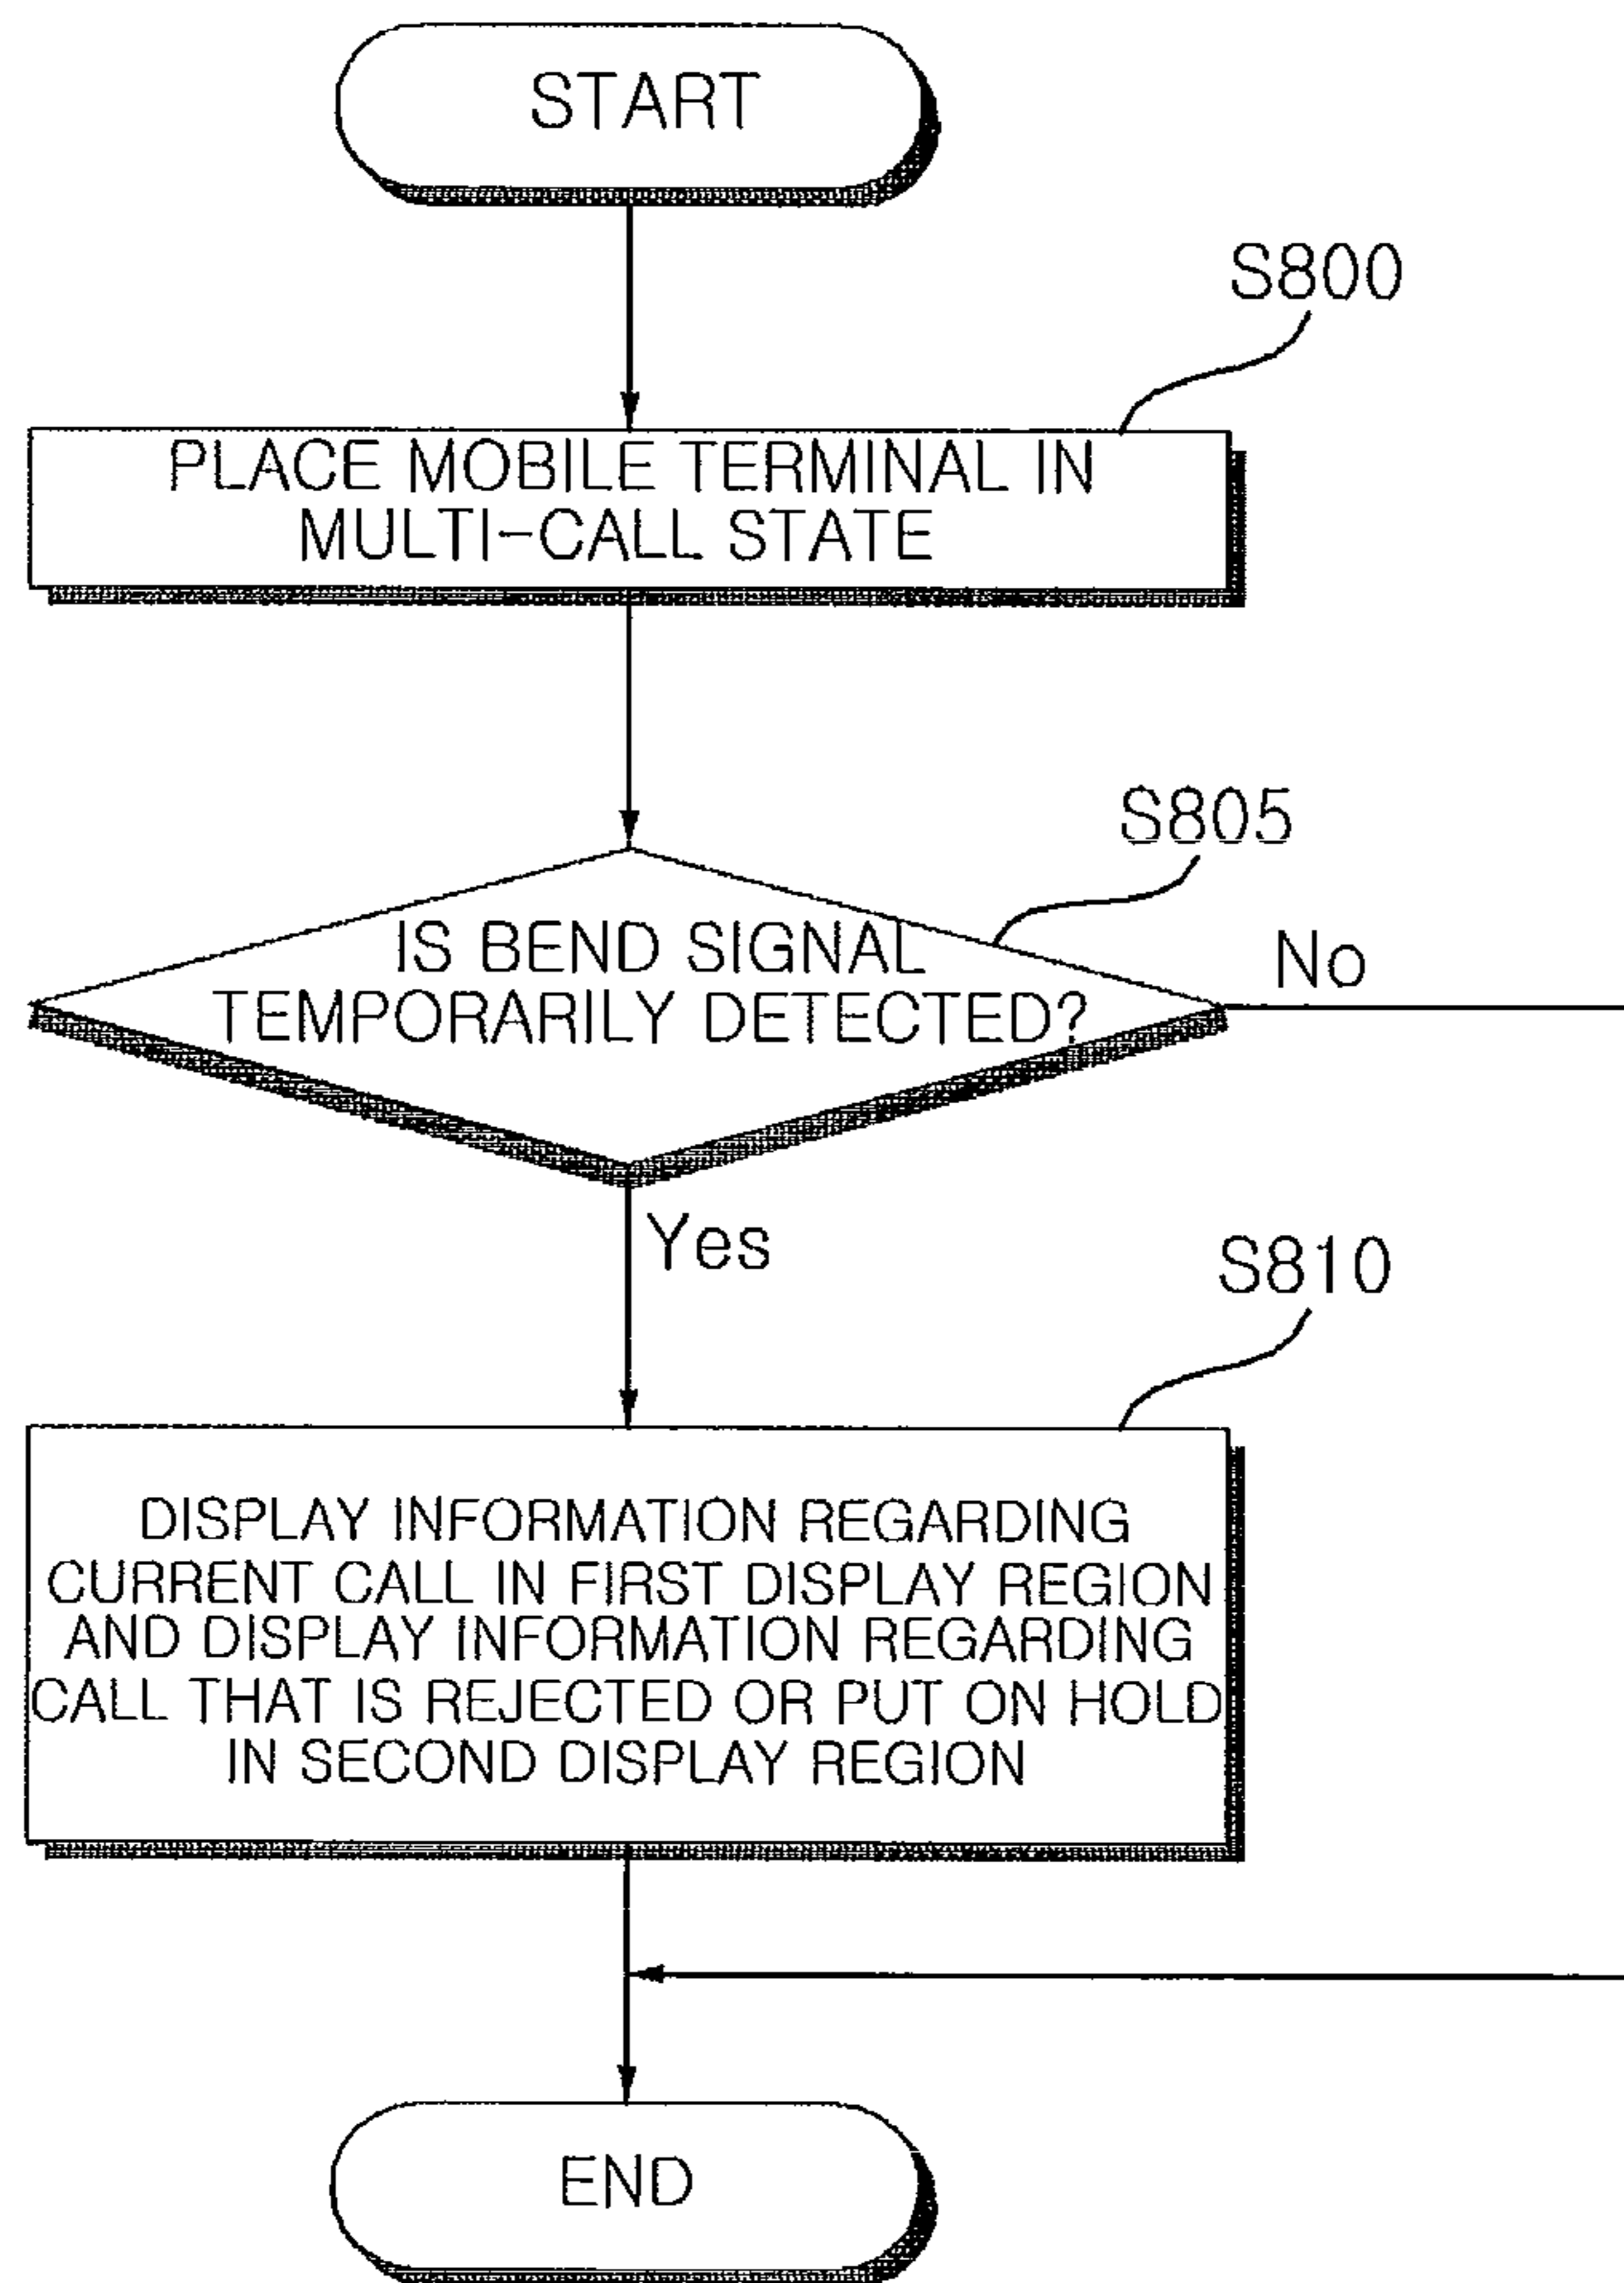 START
S800
PLACE MOBILE TERMINAL IN
MULTI-CALL STATE
S805
IS BEND SIGNAL
TEMPORARILY DETECTED?
No
Yes
S810
DISPLAY INFORMATION REGARDING
CURRENT CALL IN FIRST DISPLAY REGION
AND DISPLAY INFORMATION REGARDING
CALL THAT IS REJECTED OR PUT ON HOLD
IN SECOND DISPLAY REGION
END